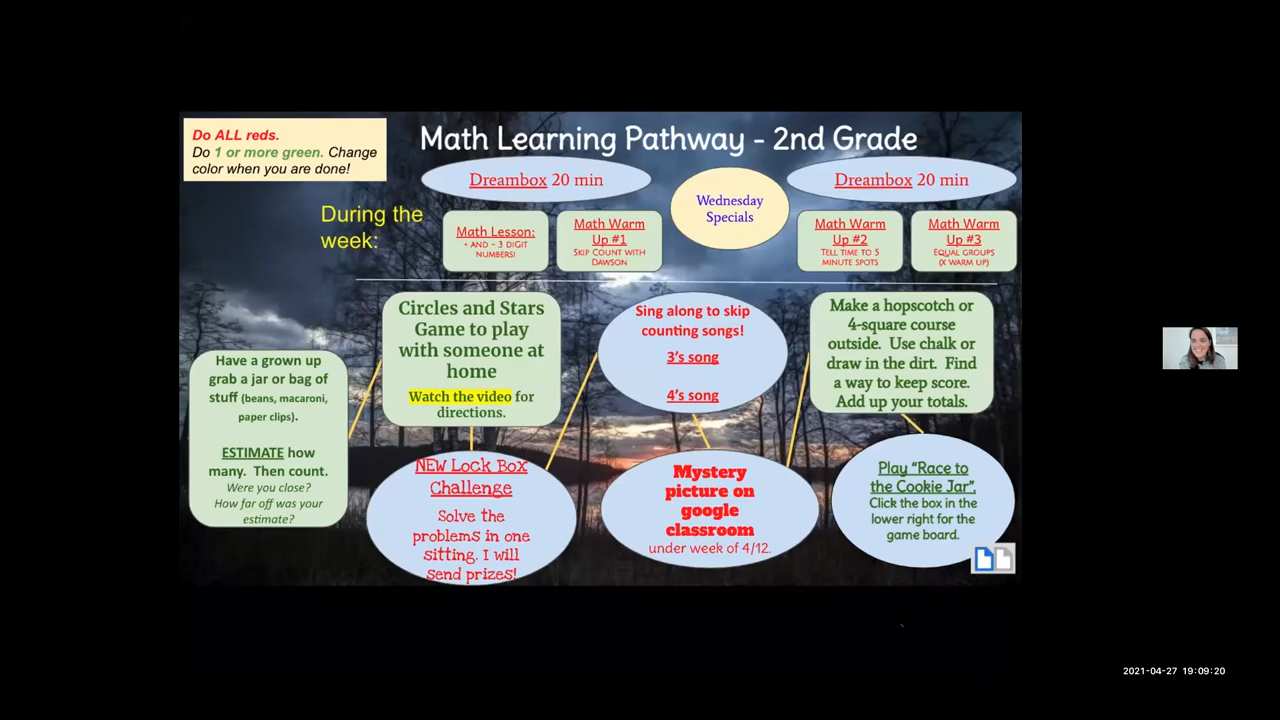 Do ALL reds.
Do 1 or more green. Change
color when you are done!
Math Learning Pathway - 2nd Grade
Dreambox 20 min
Wednesday
Specials
Dreambox 20 min
During the
week:
Math Lesson:
+ AND - 3 DIGIT
NUMBERS!
Math Warm
Up #1
SKIP COUNT WITH
DAWSON
Math Warm
Up #2
TELL TIME TO 5
MINUTE SPOTS
Math Warm
Up #3
EQUAL GROUPS
(X WARM UP)
Have a grown up
grab a jar or bag of
stuff (beans, macaroni,
paper clips).
ESTIMATE how
many. Then count.
Were you close?
How far off was your
estimate?
Circles and Stars
Game to play
with someone at
home
Watch the video for
directions.
NEW Lock Box
Challenge
Solve the
problems in one
sitting. I will
send prizes!
Sing along to skip
counting songs!
3's song
4's song
Mystery
picture on
google
classroom
under week of 4/12.
Make a hopscotch or
4-square course
outside. Use chalk or
draw in the dirt. Find
a way to keep score.
Add up your totals.
Play "Race to
the Cookie Jar".
Click the box in the
lower right for the
game board.
2021-04-27 19:09:20